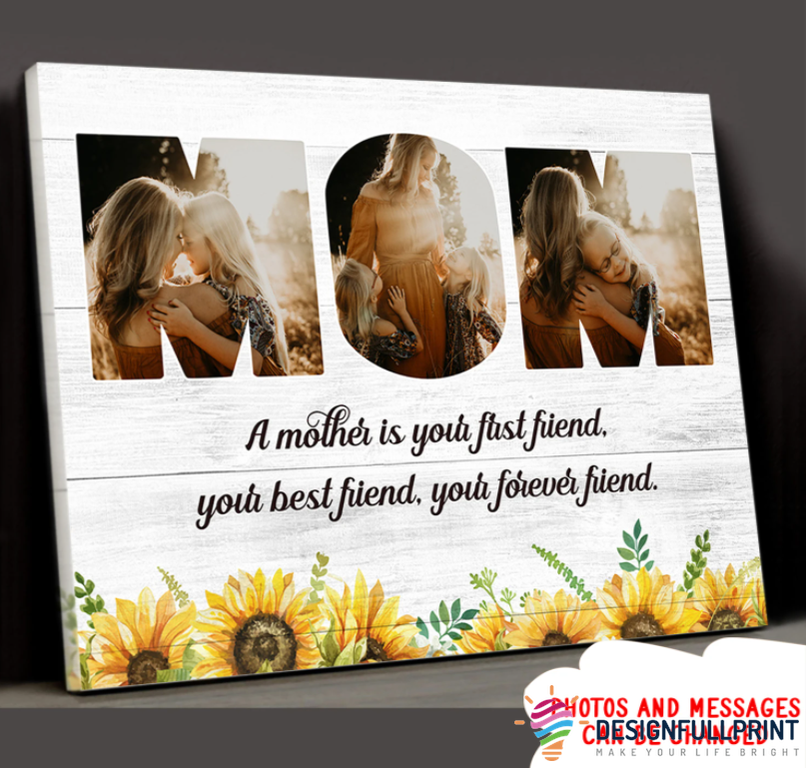 MOM
A mother is your first friend,
your best friend, your forever friend.
PHOTOS AND MESSAGES
CAN BE CHANGED
DESIGNFULLPRINT
MAKE YOUR LIFE BRIGHT